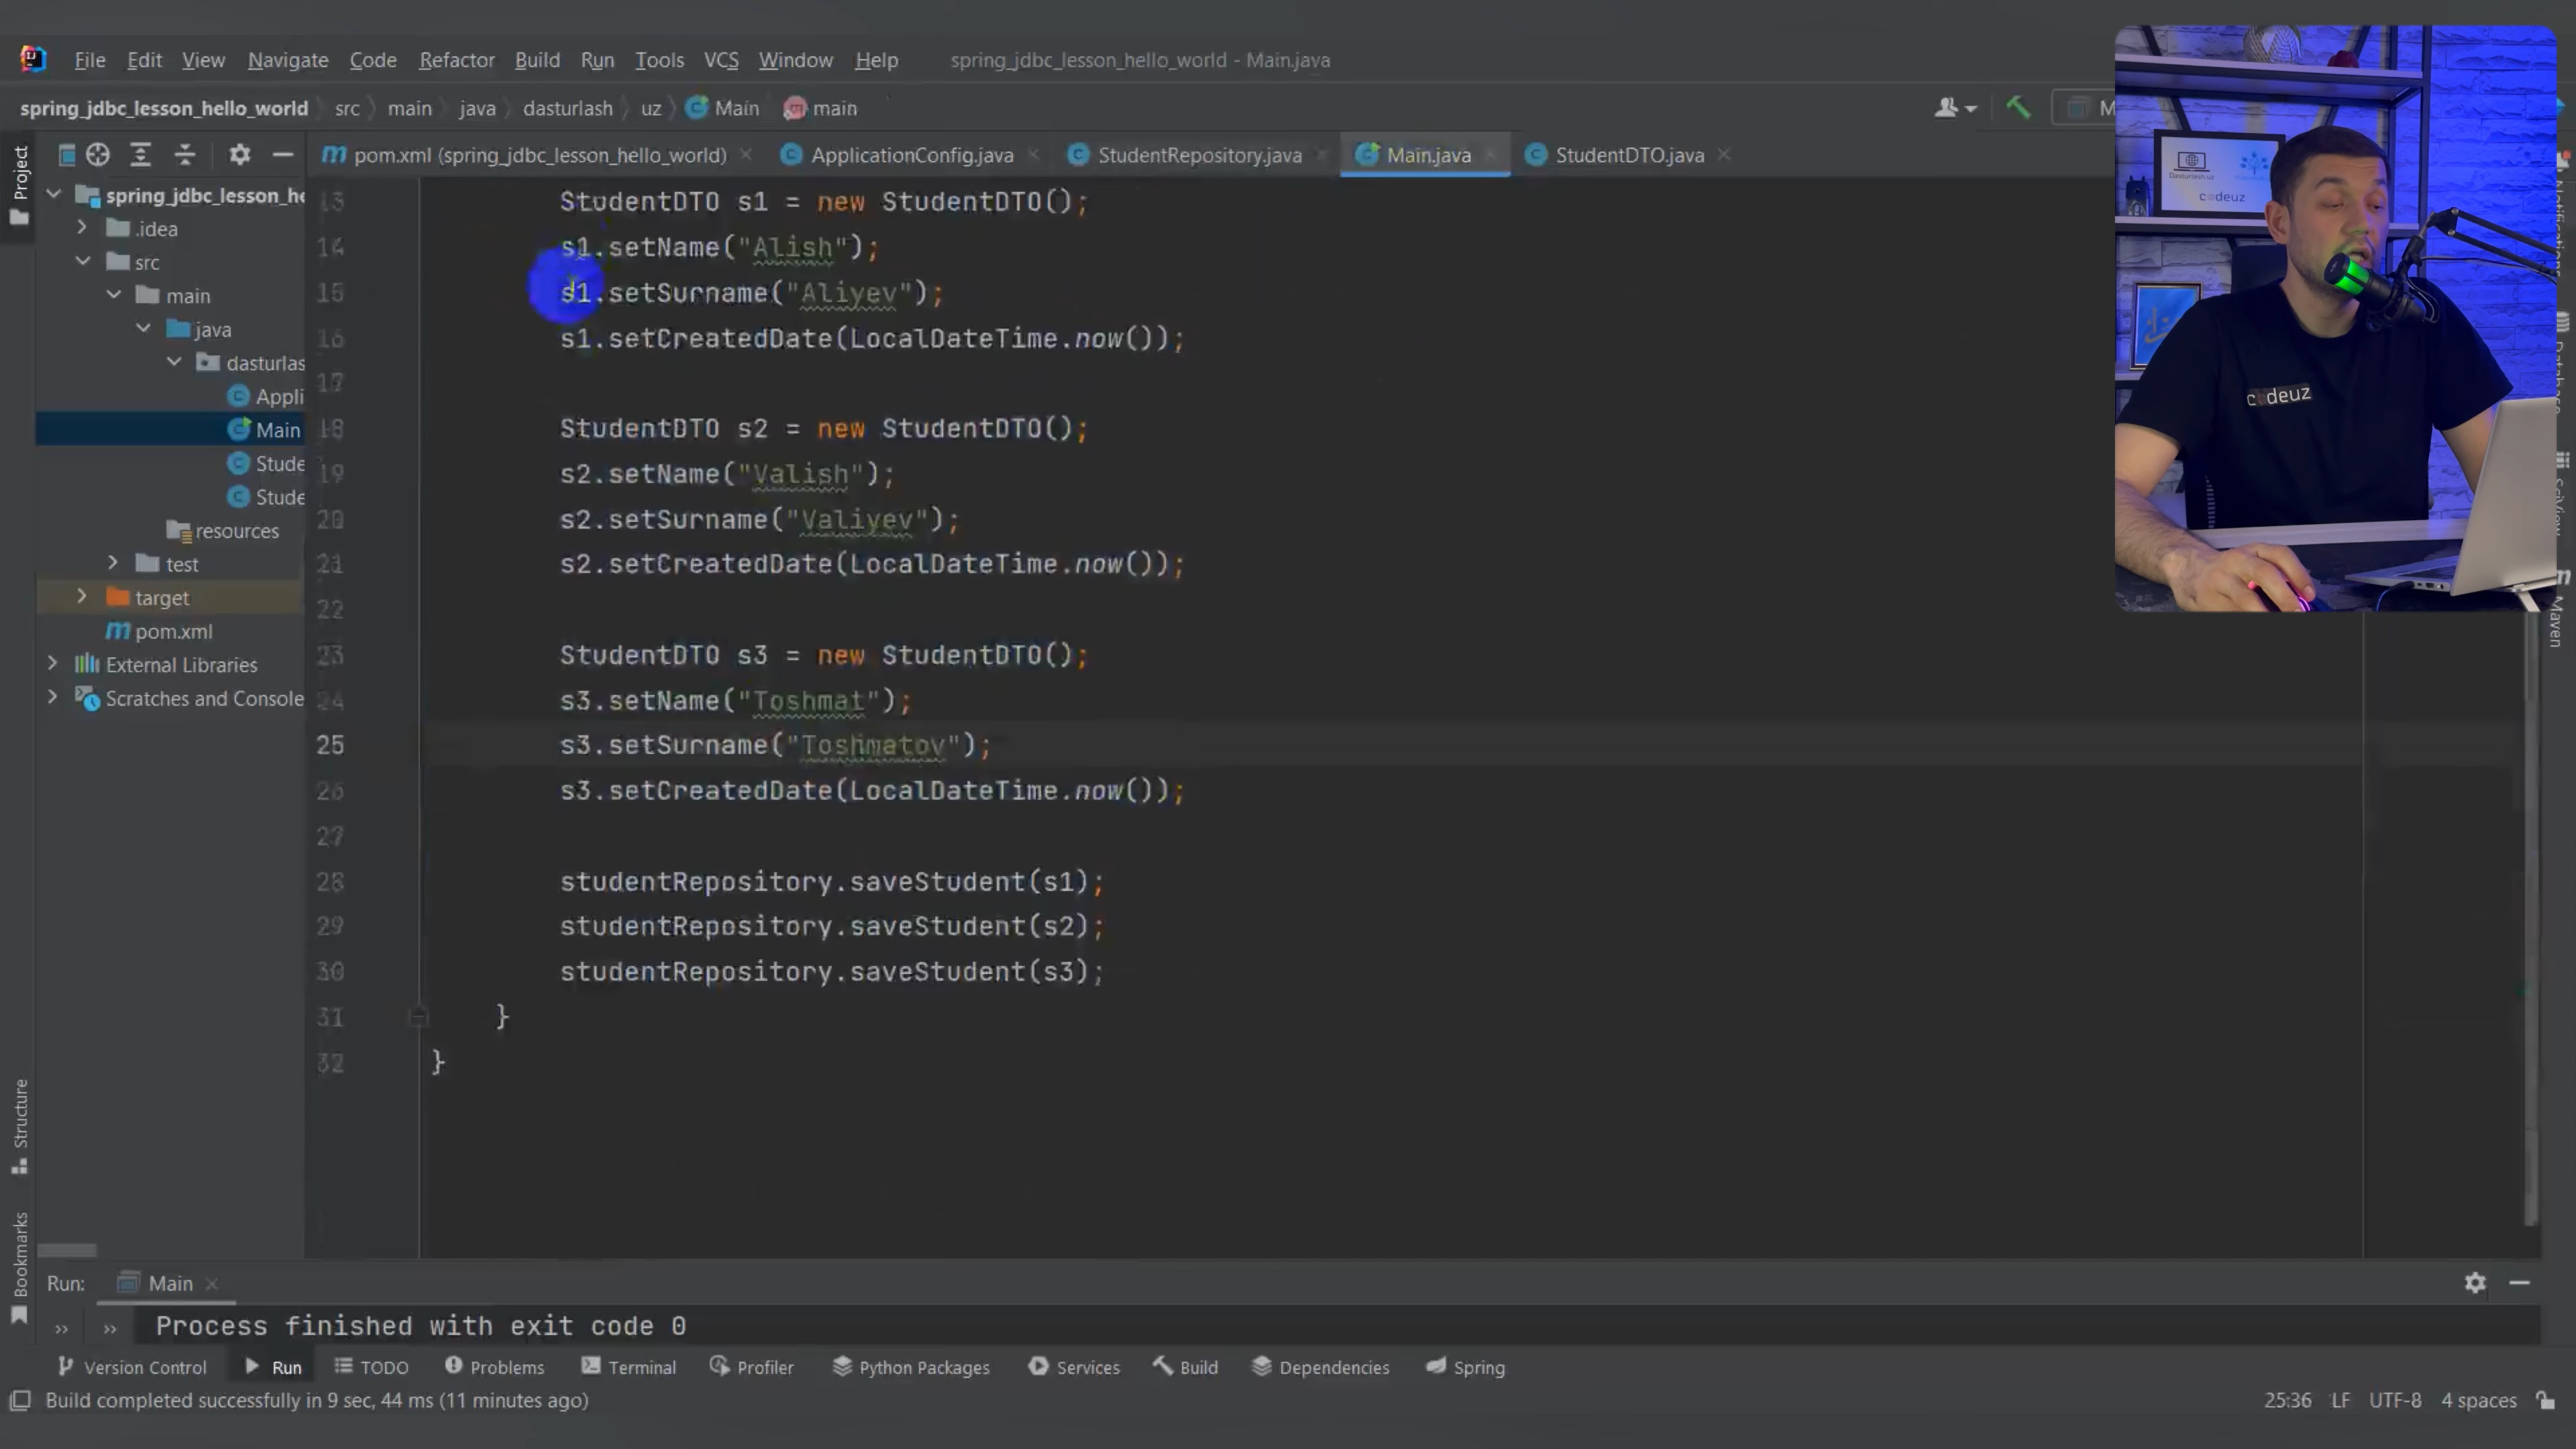 File Edit View Navigate Code Refactor Build Run Tools VCS Window Help spring_jdbc_lesson_hello_world - Main.java
spring_jdbc_lesson_hello_world src main java dasturlash uz Main main
pom.xml (spring_jdbc_lesson_hello_world) ApplicationConfig.java StudentRepository.java Main.java StudentDTO.java
Project
spring_jdbc_lesson_he
.idea
src
main
java
dasturlas
Appli
Main
Stude
Stude
resources
test
target
pom.xml
External Libraries
Scratches and Console
13 StudentDTO s1 = new StudentDTO();
14 s1.setName("Alish");
15 s1.setSurname("Aliyev");
16 s1.setCreatedDate(LocalDateTime.now());
17
18 StudentDTO s2 = new StudentDTO();
19 s2.setName("Valish");
20 s2.setSurname("Valiyev");
21 s2.setCreatedDate(LocalDateTime.now());
22
23 StudentDTO s3 = new StudentDTO();
24 s3.setName("Toshmat");
25 s3.setSurname("Toshmatov");
26 s3.setCreatedDate(LocalDateTime.now());
27
28 studentRepository.saveStudent(s1);
29 studentRepository.saveStudent(s2);
30 studentRepository.saveStudent(s3);
31 }
32 }
Dasturlash.uz
codeuz
codeuz
Maven
Structure
Bookmarks
Run: Main
Process finished with exit code 0
Version Control Run TODO Problems Terminal Profiler Python Packages Services Build Dependencies Spring
Build completed successfully in 9 sec, 44 ms (11 minutes ago) 25:36 LF UTF-8 4 spaces